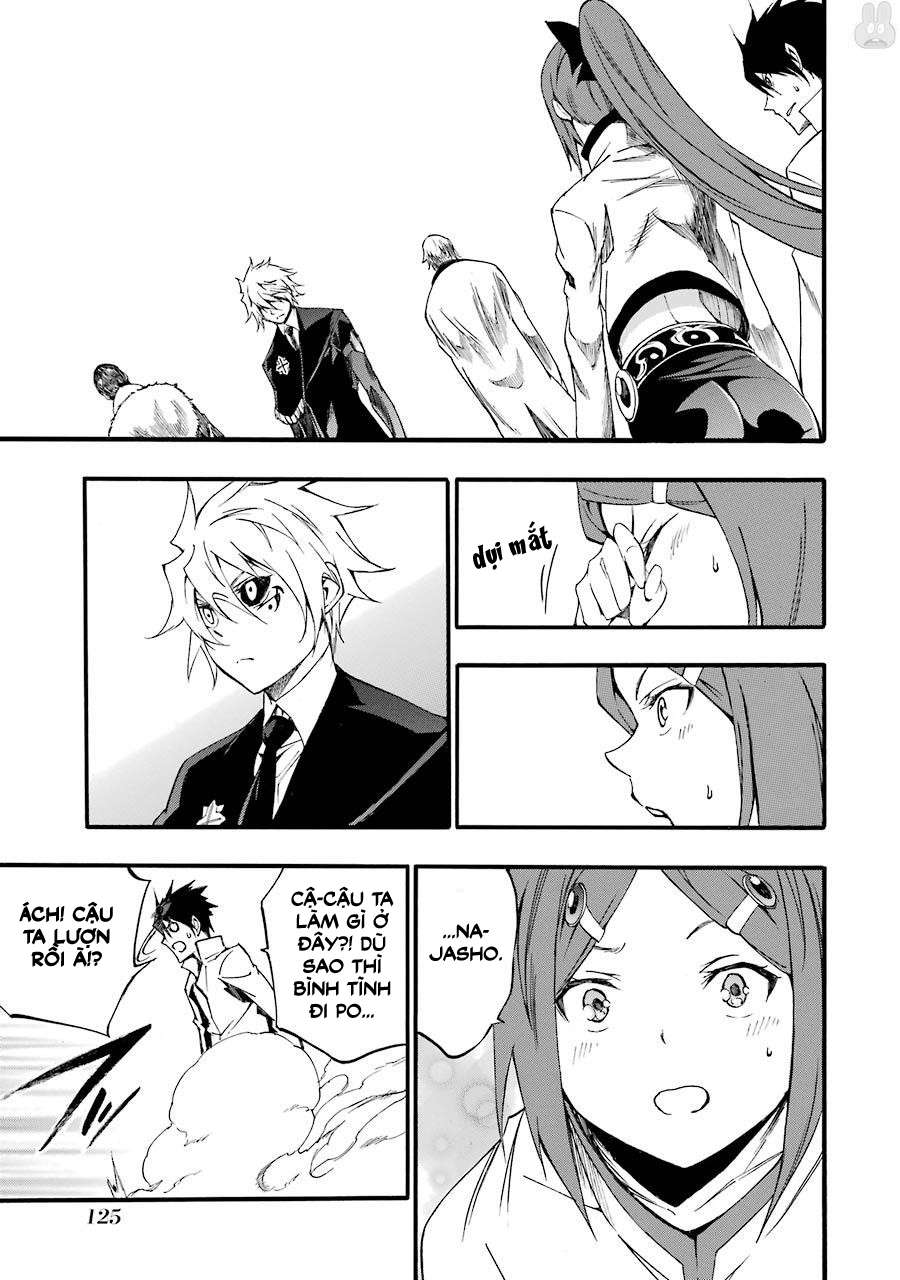 dụi mắt
...NA-
JASHO.
CẬ-CẬU TA
LÀM GÌ Ở
ĐÂY?! DÙ
SAO THÌ
BÌNH TĨNH
ĐI PO...
ÁCH! CẬU
TA LƯỢN
RỒI À!?
125